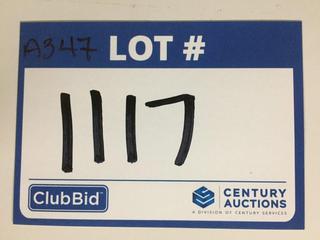 A347 LOT #
1117
ClubBid
CENTURY
AUCTIONS
A DIVISION OF CENTURY SERVICES